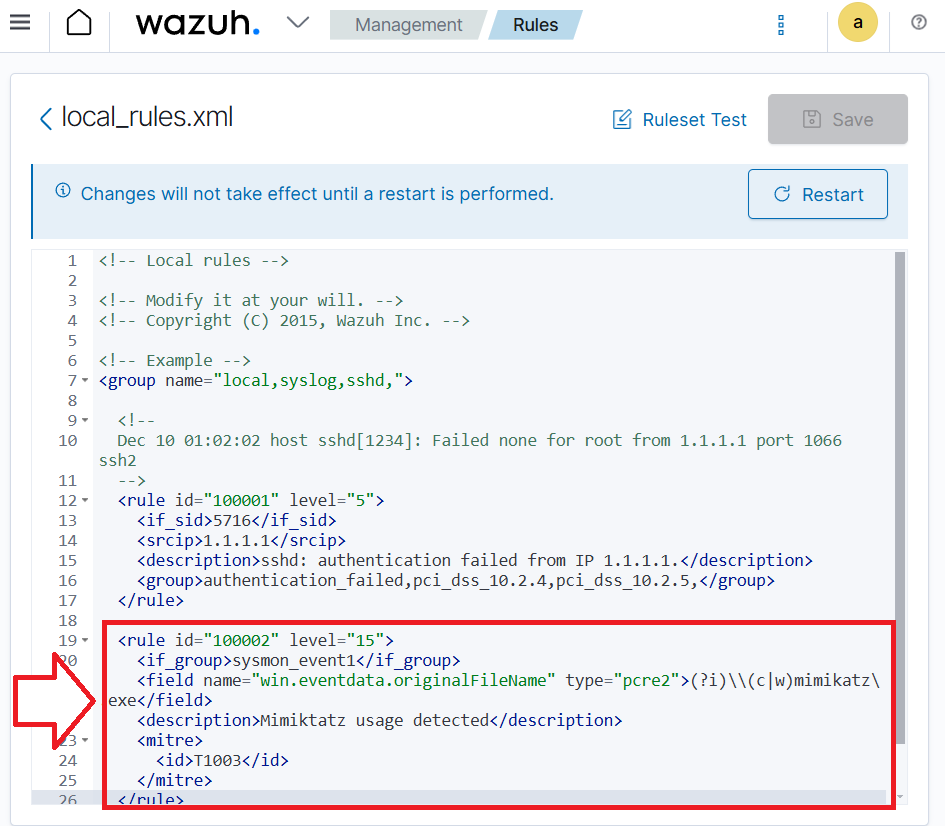 wazuh. Management Rules a
local_rules.xml Ruleset Test Save
Changes will not take effect until a restart is performed. Restart
1 <!-- Local rules -->
2
3 <!-- Modify it at your will. -->
4 <!-- Copyright (C) 2015, Wazuh Inc. -->
5
6 <!-- Example -->
7 <group name="local,syslog,sshd,">
8
9 <!--
10 Dec 10 01:02:02 host sshd[1234]: Failed none for root from 1.1.1.1 port 1066
ssh2
11 -->
12 <rule id="100001" level="5">
13 <if_sid>5716</if_sid>
14 <srcip>1.1.1.1</srcip>
15 <description>sshd: authentication failed from IP 1.1.1.1.</description>
16 <group>authentication_failed,pci_dss_10.2.4,pci_dss_10.2.5,</group>
17 </rule>
18
19 <rule id="100002" level="15">
20 <if_group>sysmon_event1</if_group>
<field name="win.eventdata.originalFileName" type="pcre2">(?i)\\(c|w)mimikatz\
exe</field>
<description>Mimiktatz usage detected</description>
23 <mitre>
24 <id>T1003</id>
25 </mitre>
26 </rule>